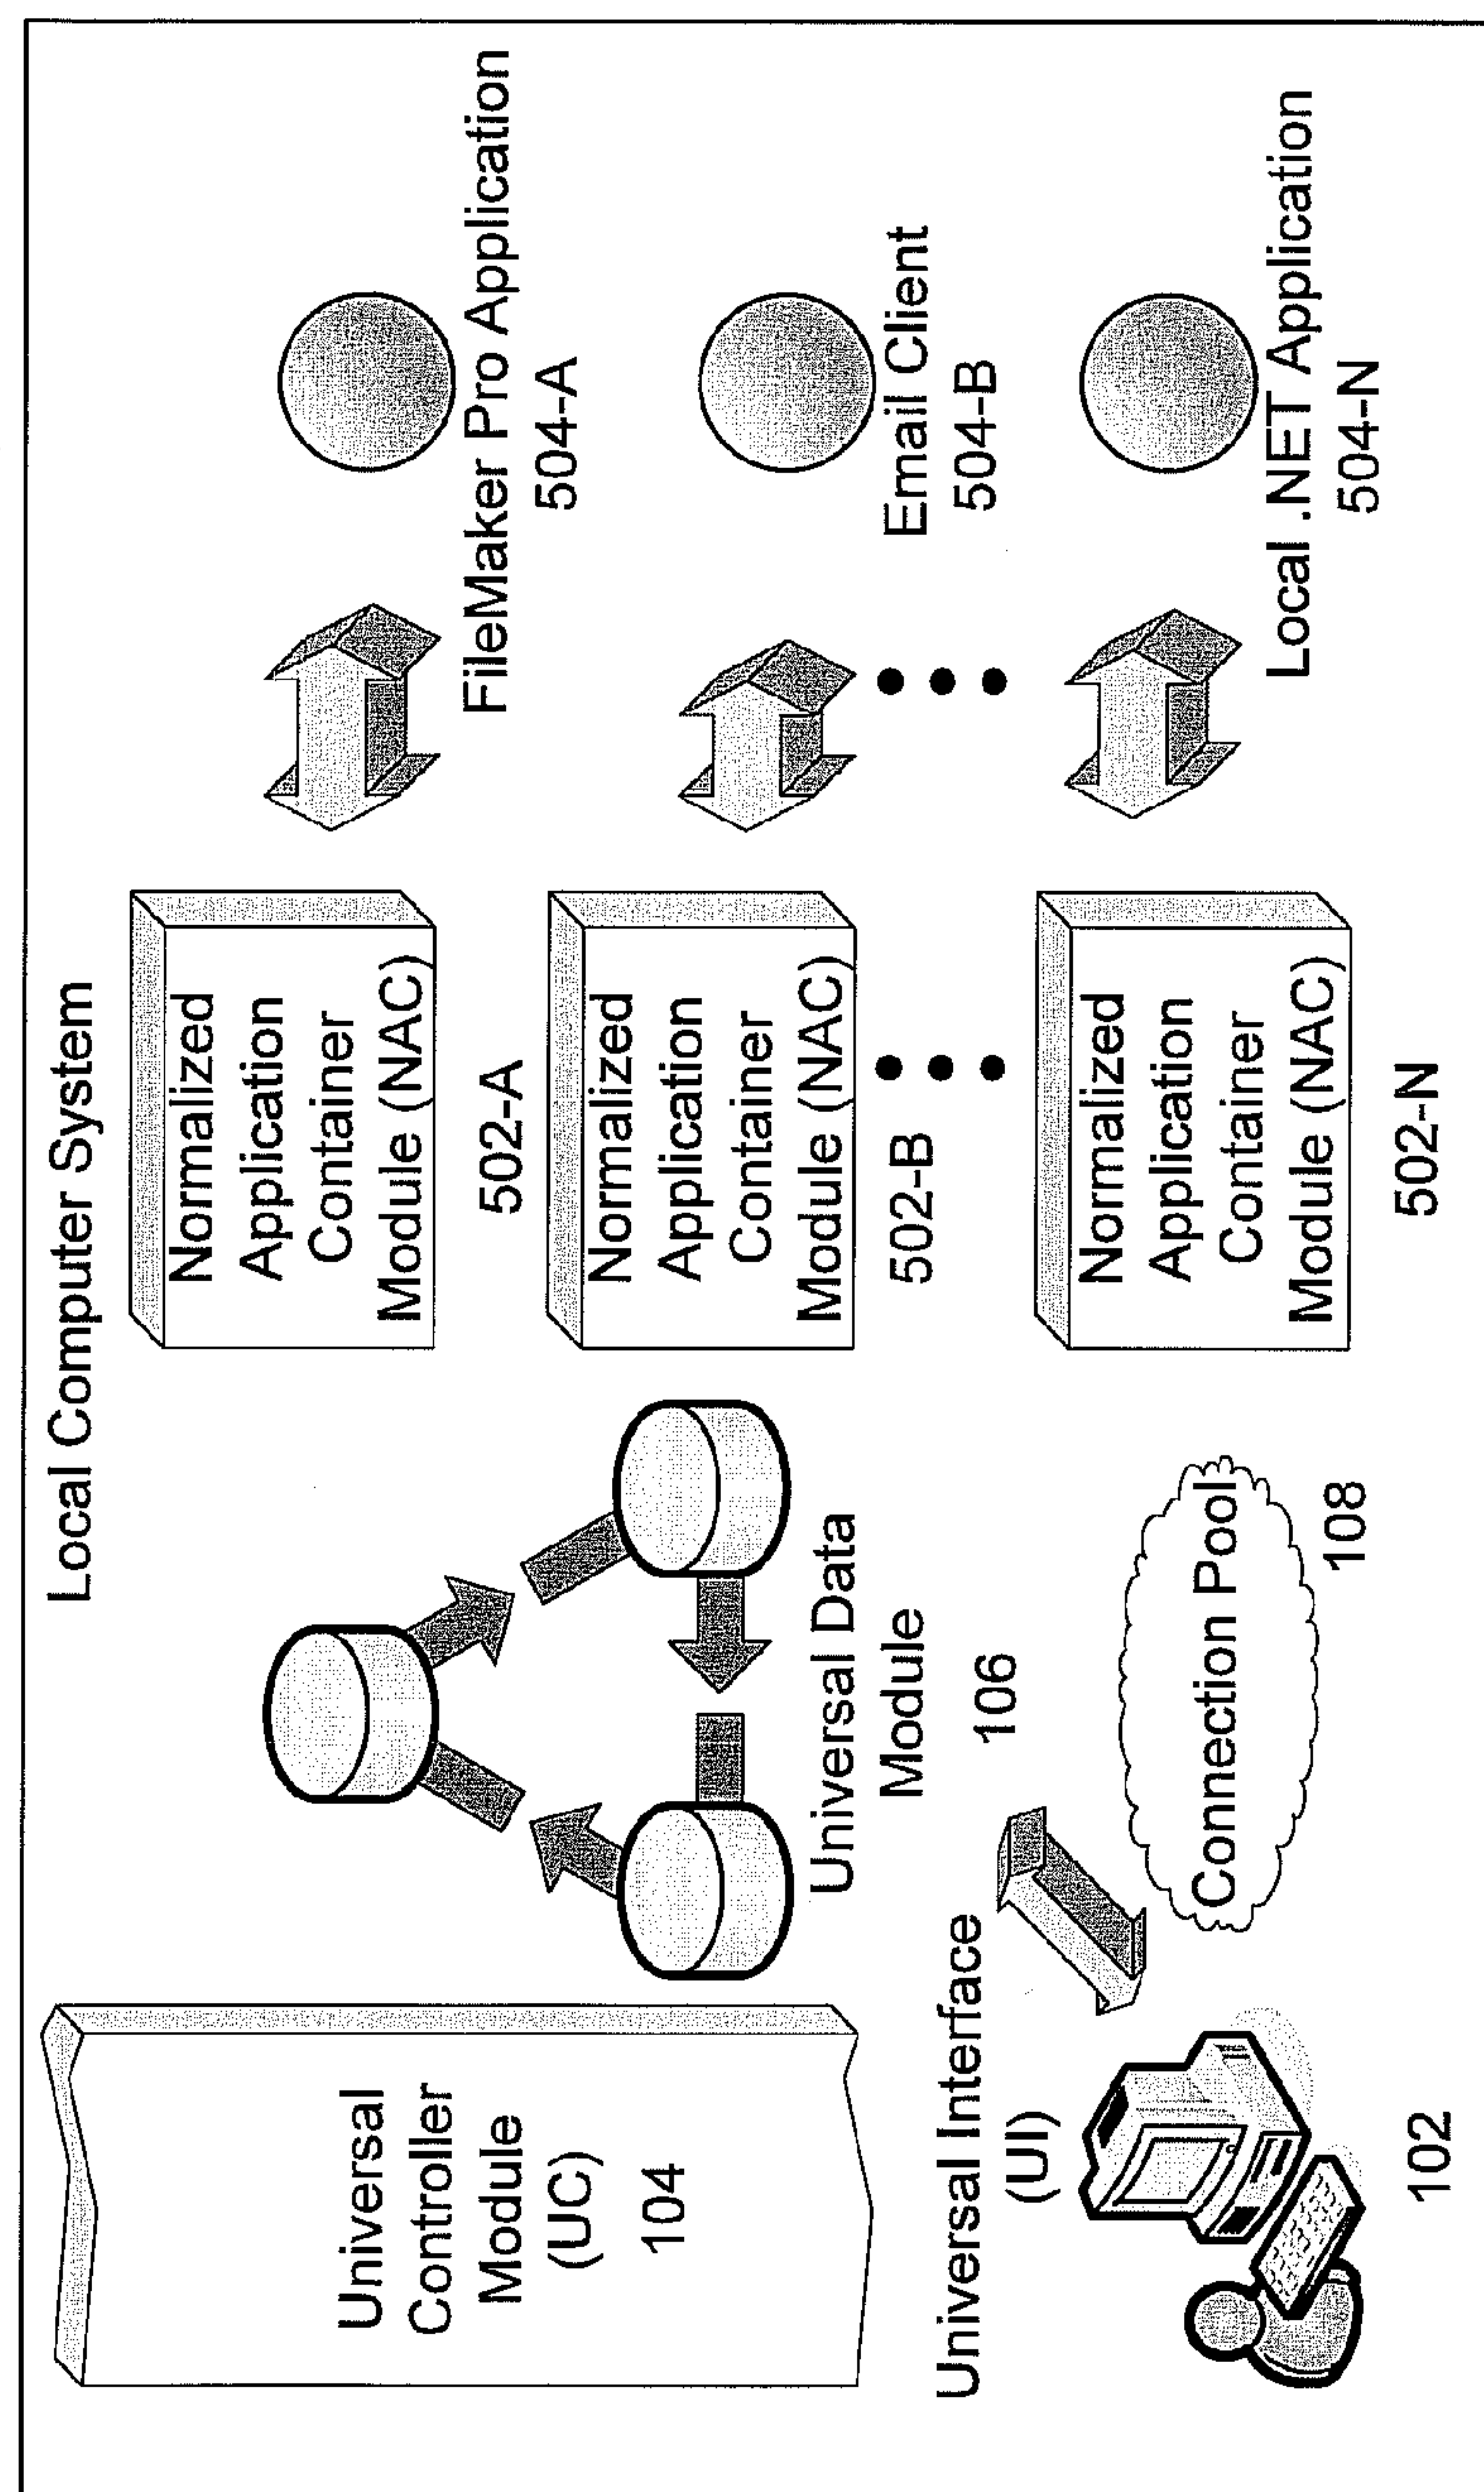 Local Computer System
Universal
Controller
Module
(UC)
104
Universal Data
Module
106
Normalized
Application
Container
Module (NAC)
502-A
FileMaker Pro Application
504-A
Normalized
Application
Container
Module (NAC)
502-B
Email Client
504-B
Universal Interface
(UI)
102
Connection Pool
108
Normalized
Application
Container
Module (NAC)
502-N
Local .NET Application
504-N